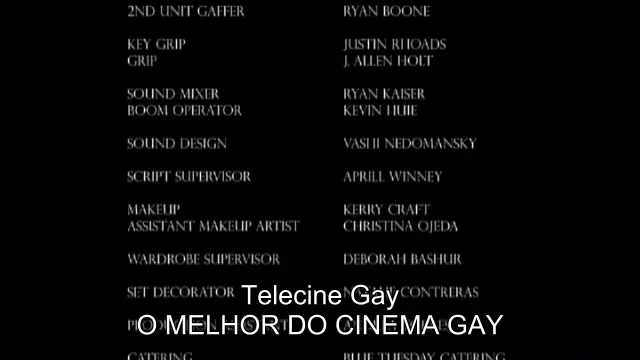 2ND UNIT GAFFER RYAN BOONE
KEY GRIP JUSTIN RHOADS
GRIP J. ALLEN HOLT
SOUND MIXER RYAN KAISER
BOOM OPERATOR KEVIN HUIE
SOUND DESIGN VASHI NEDOMANSKY
SCRIPT SUPERVISOR APRILL WINNEY
MAKEUP KERRY CRAFT
ASSISTANT MAKEUP ARTIST CHRISTINA OJEDA
WARDROBE SUPERVISOR DEBORAH BASHUR
SET DECORATOR CONTRERAS
Telecine Gay
O MELHOR DO CINEMA GAY
CATERING BLUE TUESDAY CATERING